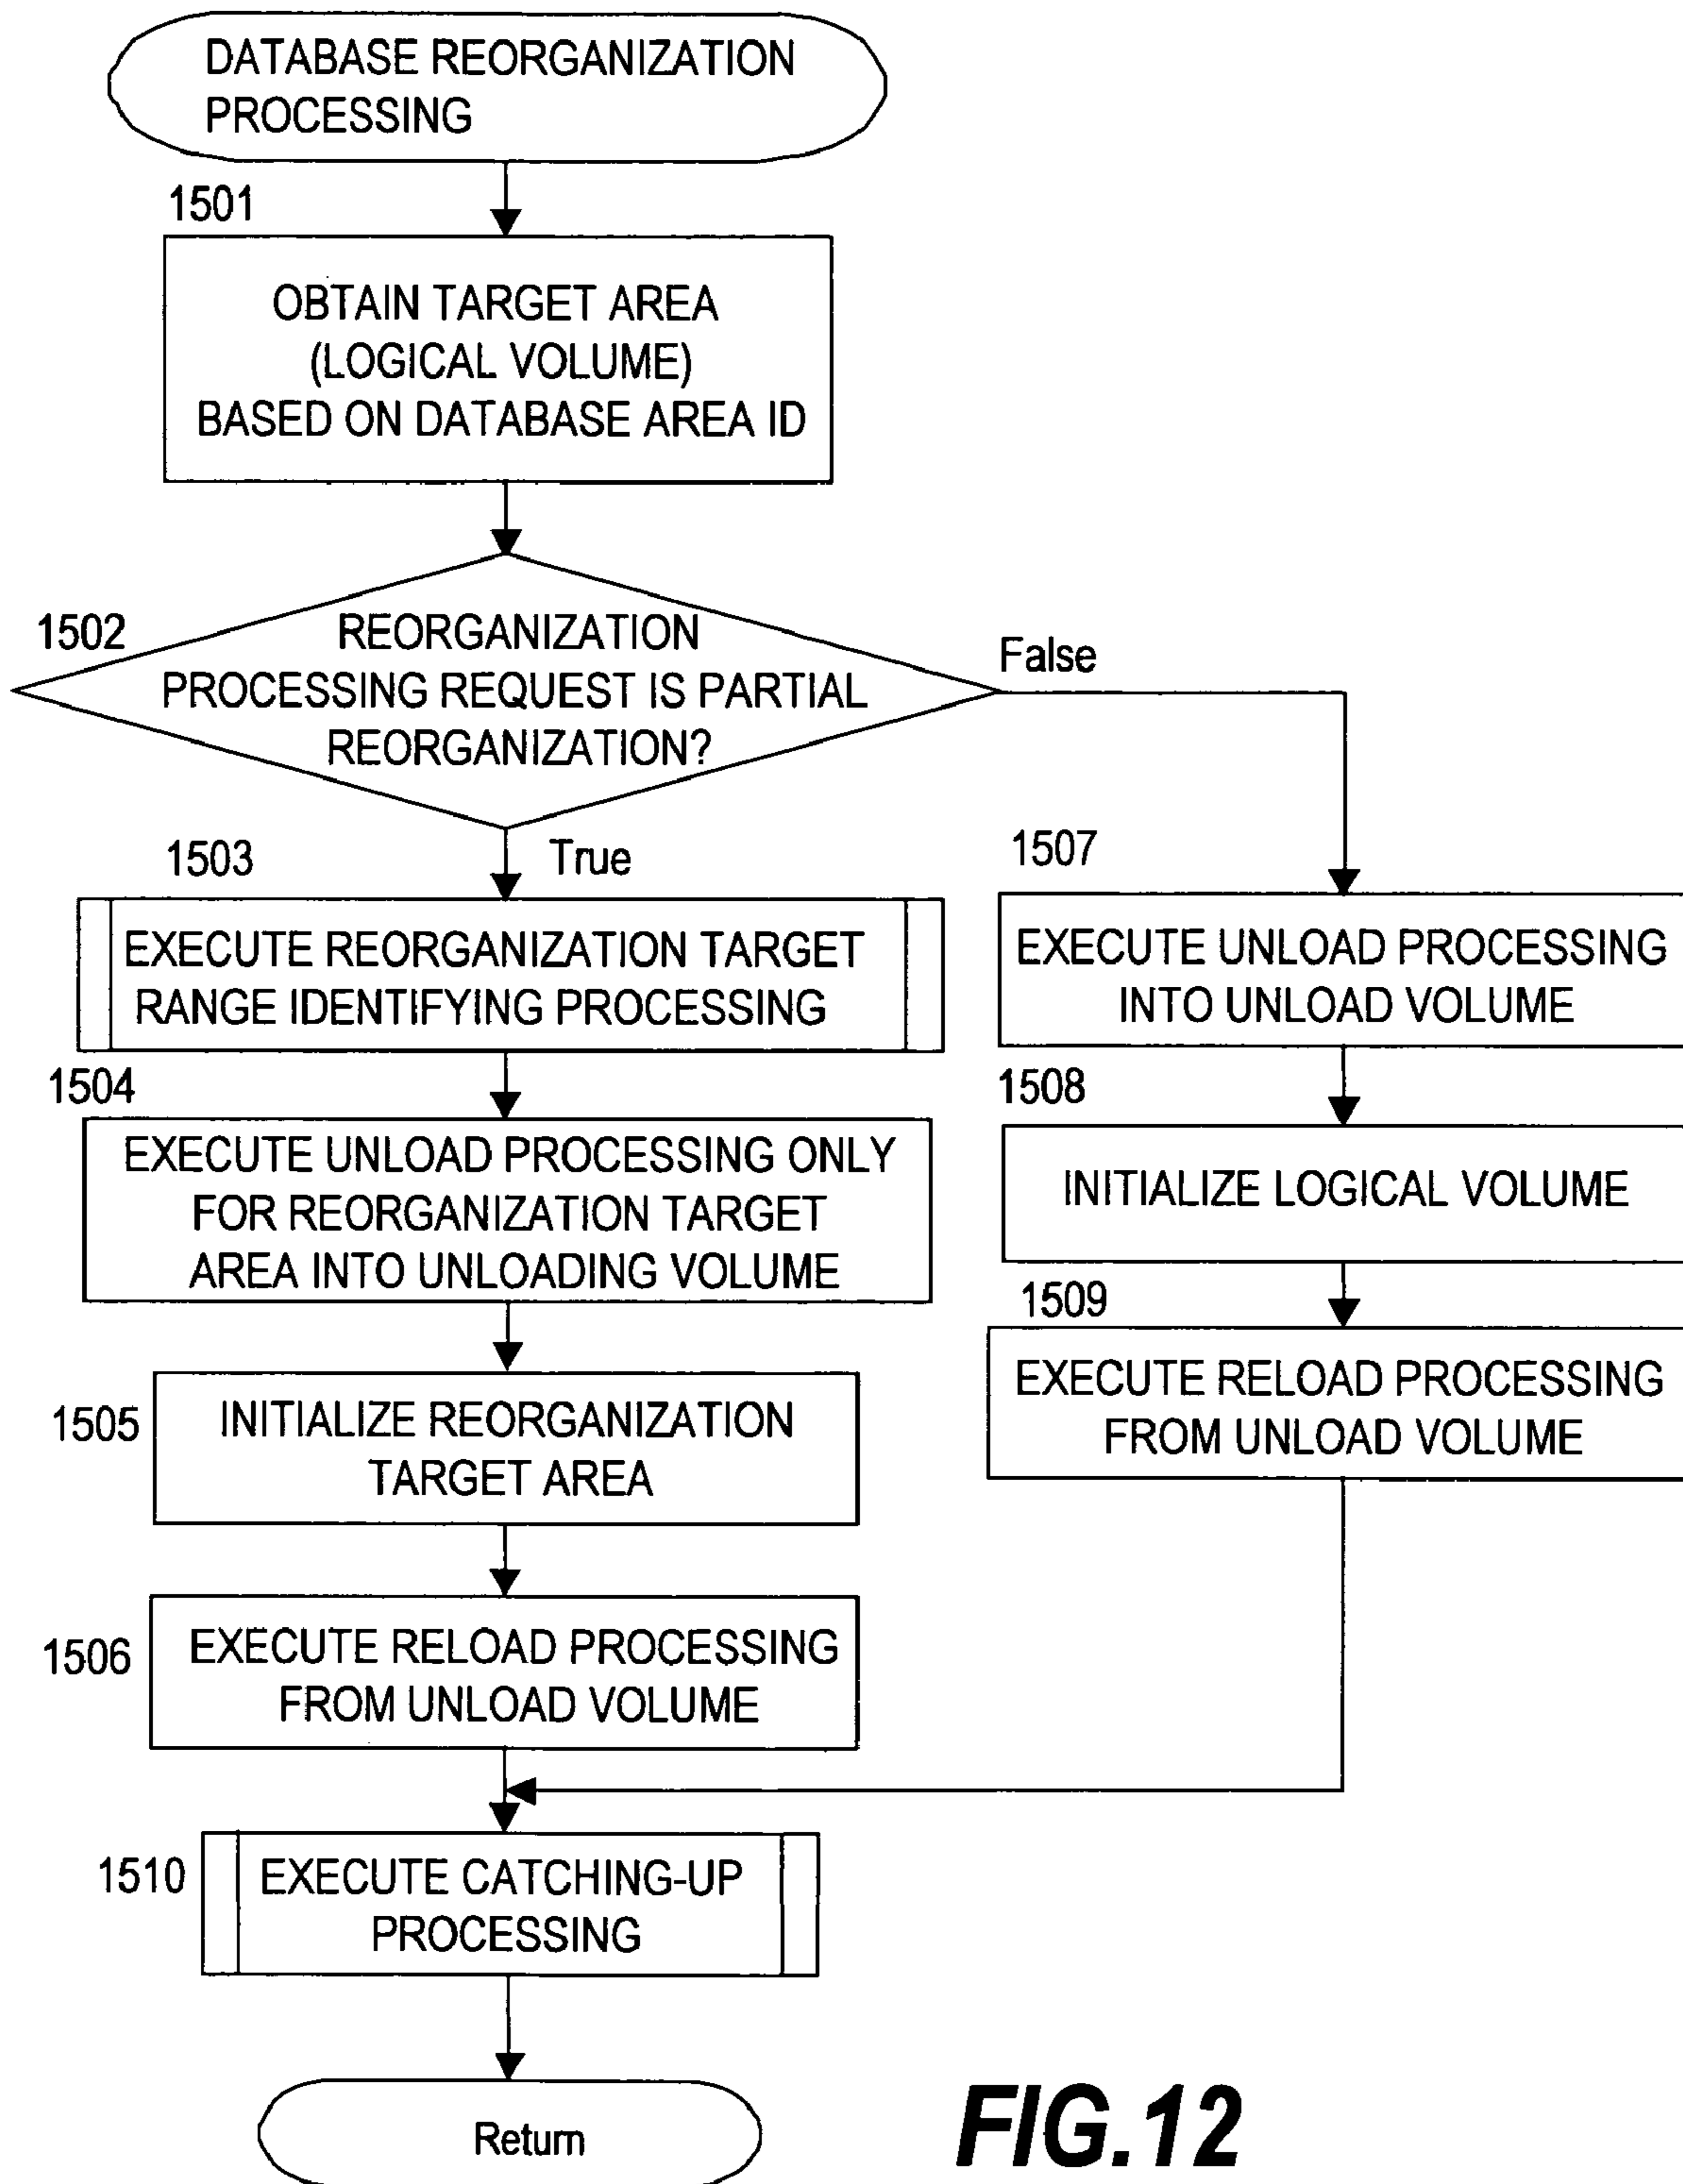 DATABASE REORGANIZATION
PROCESSING
1501
OBTAIN TARGET AREA
(LOGICAL VOLUME)
BASED ON DATABASE AREA ID
1502
REORGANIZATION
PROCESSING REQUEST IS PARTIAL
REORGANIZATION?
False
True
1503
EXECUTE REORGANIZATION TARGET
RANGE IDENTIFYING PROCESSING
1504
EXECUTE UNLOAD PROCESSING ONLY
FOR REORGANIZATION TARGET
AREA INTO UNLOADING VOLUME
1505
INITIALIZE REORGANIZATION
TARGET AREA
1506
EXECUTE RELOAD PROCESSING
FROM UNLOAD VOLUME
1507
EXECUTE UNLOAD PROCESSING
INTO UNLOAD VOLUME
1508
INITIALIZE LOGICAL VOLUME
1509
EXECUTE RELOAD PROCESSING
FROM UNLOAD VOLUME
1510
EXECUTE CATCHING-UP
PROCESSING
Return
FIG.12